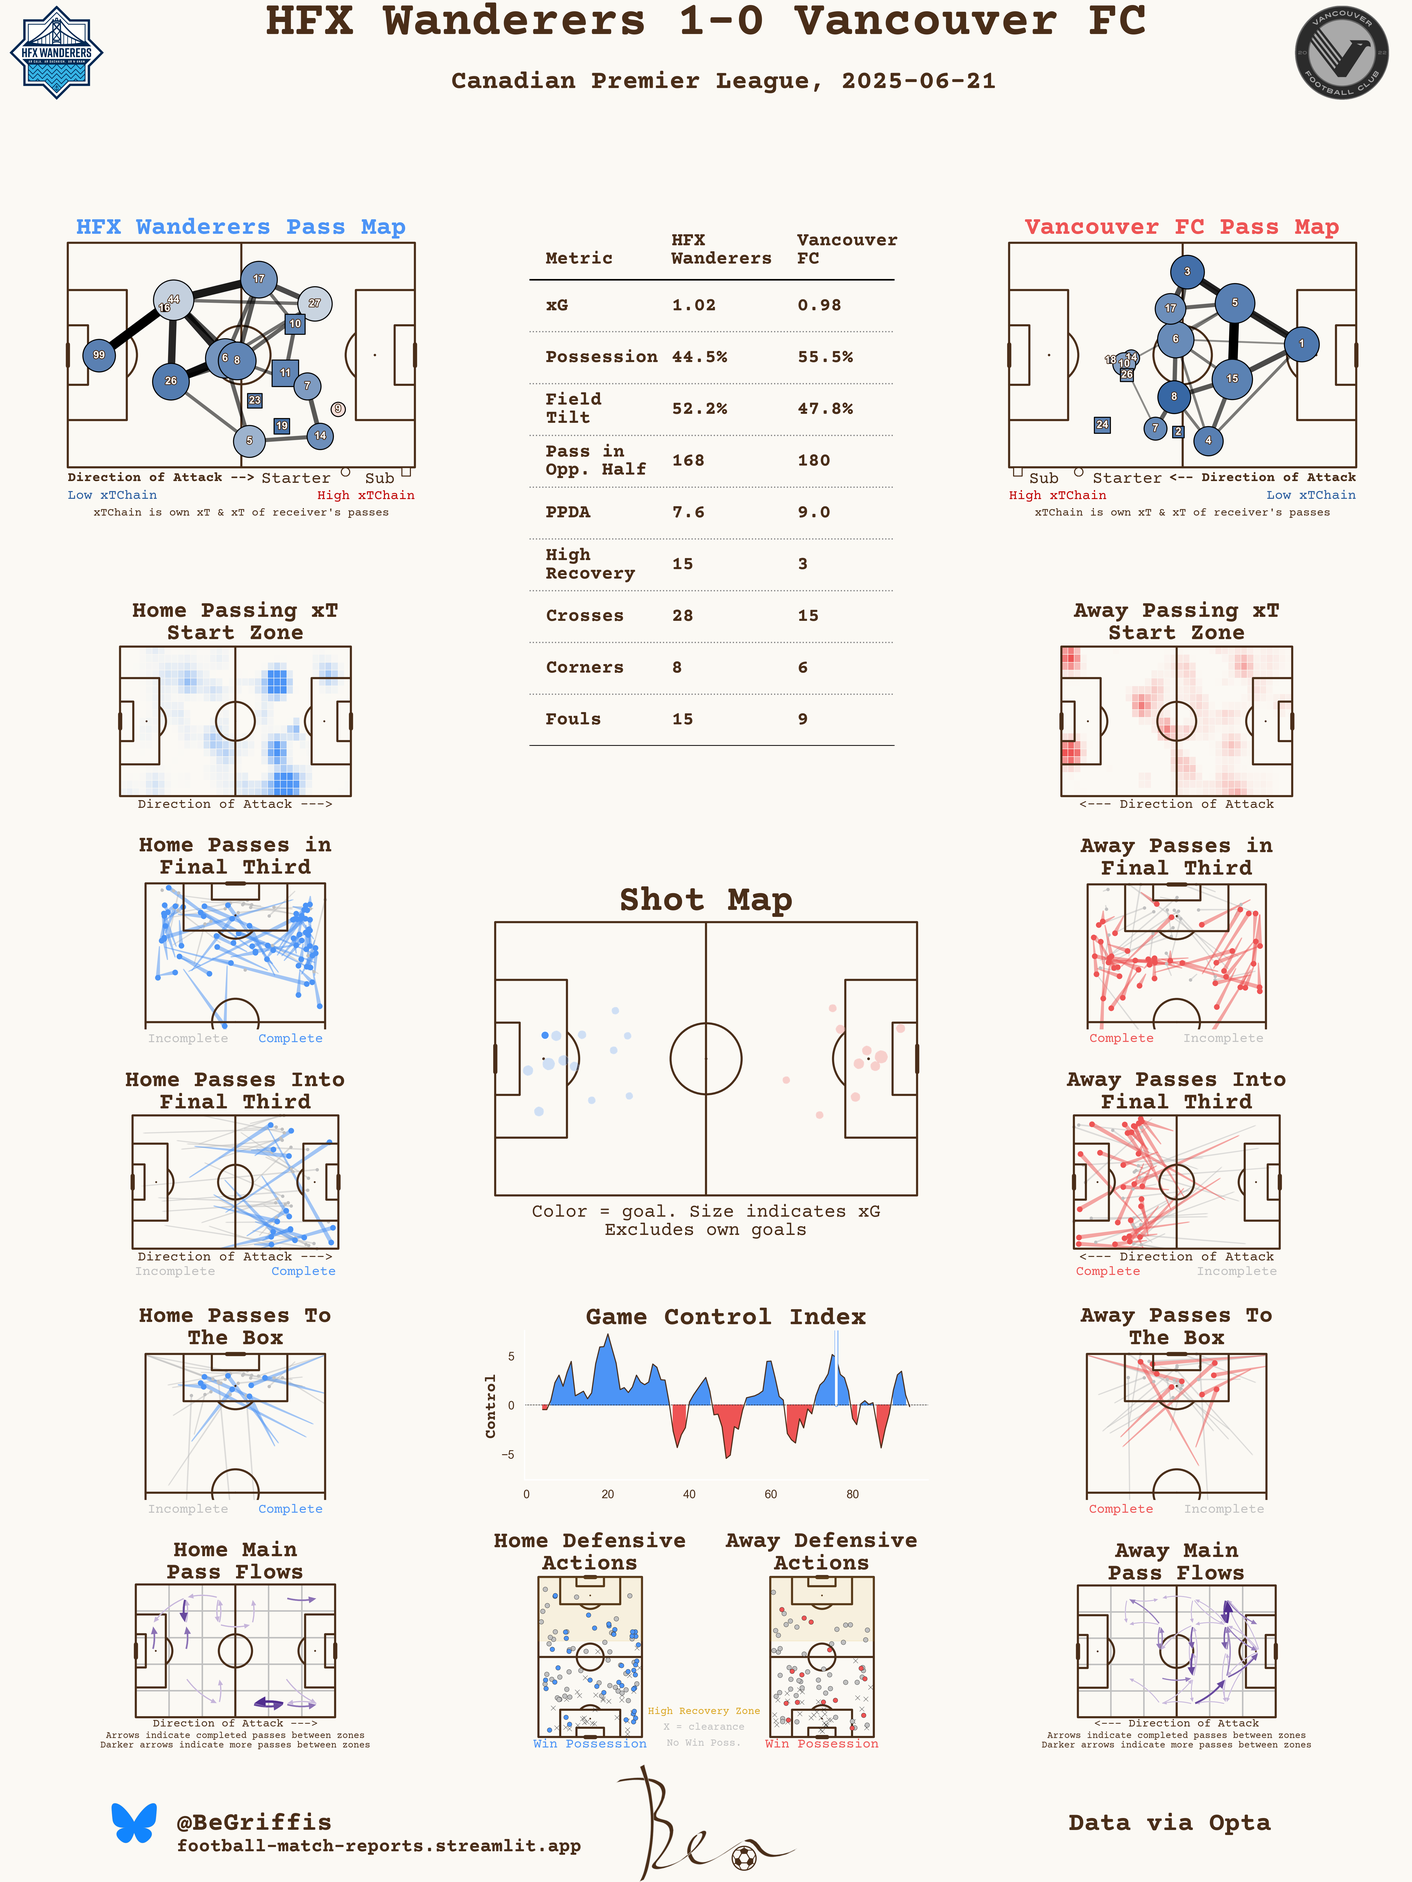 HFX Wanderers 1-0 Vancouver FC
Canadian Premier League, 2025-06-21
HFX WANDERERS
VANCOUVER
20 22
FOOTBALL CLUB
HFX Wanderers Pass Map
44
16
17
27
10
99
6
8
26
11
7
23
9
19
5
14
Direction of Attack --> Starter Sub
Low xTChain High xTChain
xTChain is own xT & xT of receiver's passes
Metric HFX Wanderers Vancouver FC
xG 1.02 0.98
Possession 44.5% 55.5%
Field Tilt 52.2% 47.8%
Pass in Opp. Half 168 180
PPDA 7.6 9.0
High Recovery 15 3
Crosses 28 15
Corners 8 6
Fouls 15 9
Vancouver FC Pass Map
3
17
5
6
1
18
14
10
26
15
8
24
7
2
4
Sub Starter <-- Direction of Attack
High xTChain Low xTChain
xTChain is own xT & xT of receiver's passes
Home Passing xT
Start Zone
Direction of Attack --->
Away Passing xT
Start Zone
<--- Direction of Attack
Home Passes in
Final Third
Incomplete Complete
Away Passes in
Final Third
Complete Incomplete
Shot Map
Color = goal. Size indicates xG
Excludes own goals
Home Passes Into
Final Third
Direction of Attack --->
Incomplete Complete
Away Passes Into
Final Third
<--- Direction of Attack
Complete Incomplete
Home Passes To
The Box
Incomplete Complete
Game Control Index
Control
5
0
−5
0 20 40 60 80
Away Passes To
The Box
Complete Incomplete
Home Main
Pass Flows
Direction of Attack --->
Arrows indicate completed passes between zones
Darker arrows indicate more passes between zones
Home Defensive
Actions
Win Possession
High Recovery Zone
X = clearance
No Win Poss.
Away Defensive
Actions
Win Possession
Away Main
Pass Flows
<--- Direction of Attack
Arrows indicate completed passes between zones
Darker arrows indicate more passes between zones
@BeGriffis
football-match-reports.streamlit.app
Ben
Data via Opta